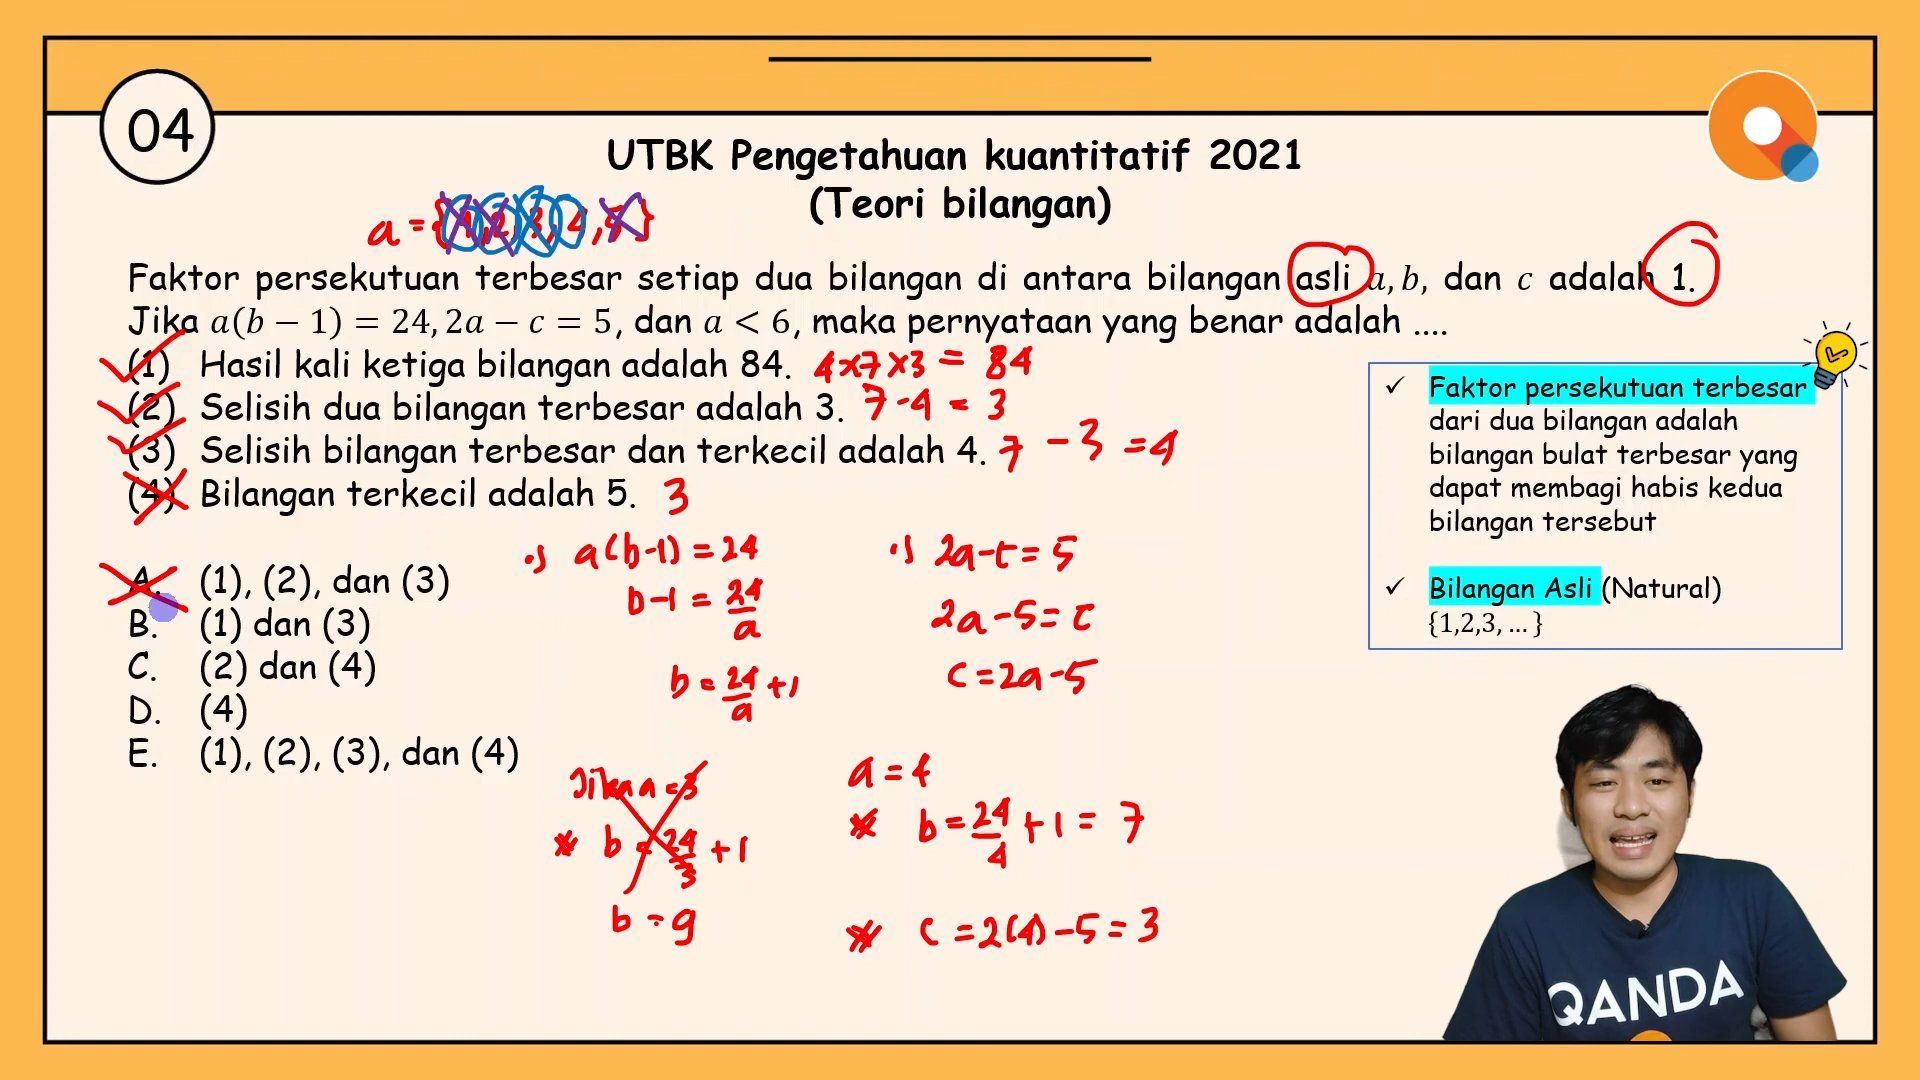 04
UTBK Pengetahuan kuantitatif 2021
(Teori bilangan)
a = {1, 2, 3, 4, 5}
Faktor persekutuan terbesar setiap dua bilangan di antara bilangan asli a, b, dan c adalah 1.
Jika a(b − 1) = 24, 2a − c = 5, dan a < 6, maka pernyataan yang benar adalah ....
(1) Hasil kali ketiga bilangan adalah 84. 4×7×3 = 84
(2) Selisih dua bilangan terbesar adalah 3. 7-4 = 3
(3) Selisih bilangan terbesar dan terkecil adalah 4. 7 - 3 = 4
(4) Bilangan terkecil adalah 5. 3
A. (1), (2), dan (3)
B. (1) dan (3)
C. (2) dan (4)
D. (4)
E. (1), (2), (3), dan (4)
a(b-1) = 24
b-1 = 24/a
b = 24/a +1
2a-c = 5
2a-5 = c
c = 2a-5
Jika a = 3
* b = 24/3 + 1
b = 9
a = 4
* b = 24/4 + 1 = 7
* c = 2(4) - 5 = 3
✓ Faktor persekutuan terbesar
dari dua bilangan adalah
bilangan bulat terbesar yang
dapat membagi habis kedua
bilangan tersebut
✓ Bilangan Asli (Natural)
{1,2,3, … }
QANDA